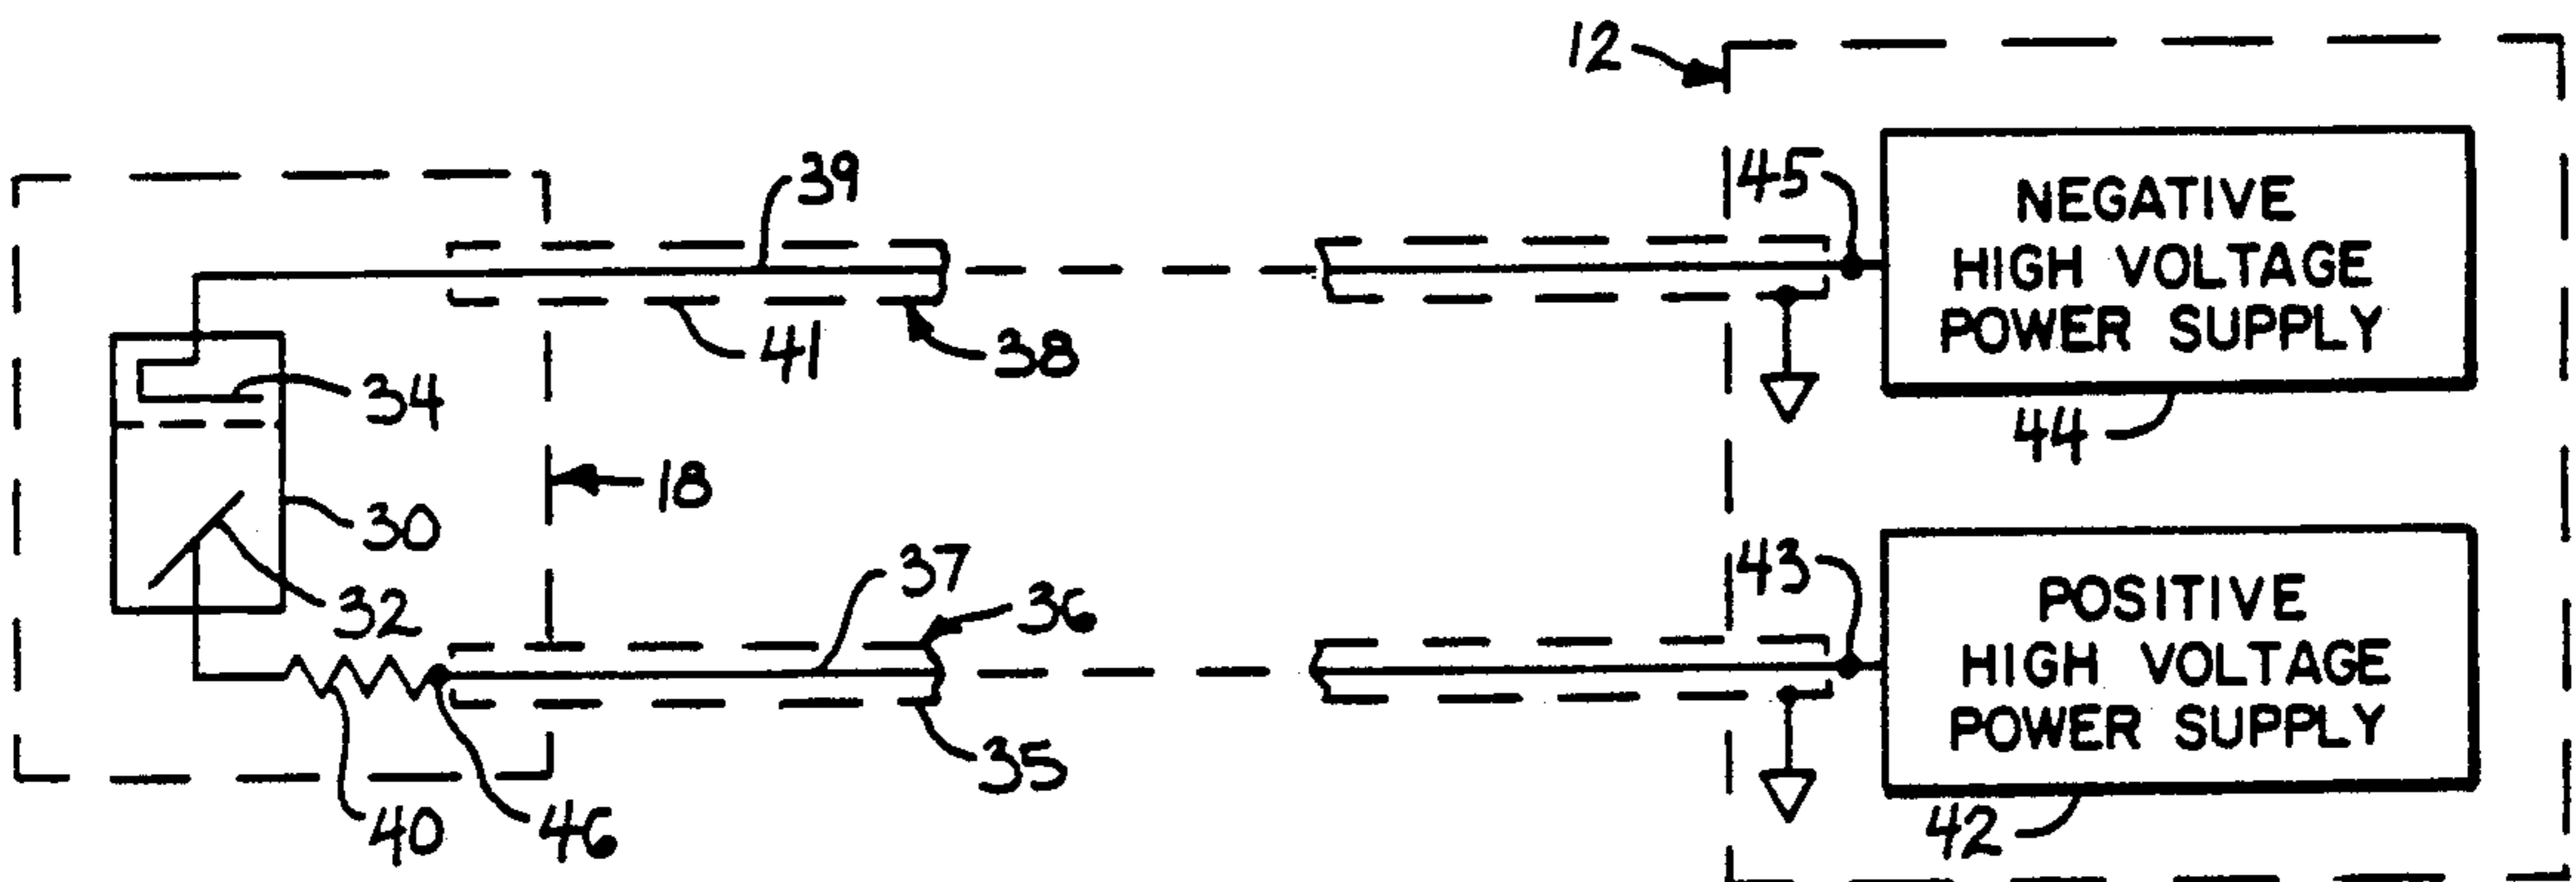 12
39
45
NEGATIVE
HIGH VOLTAGE
POWER SUPPLY
41
38
34
44
18
30
37
43
36
32
POSITIVE
HIGH VOLTAGE
POWER SUPPLY
35
40
46
42